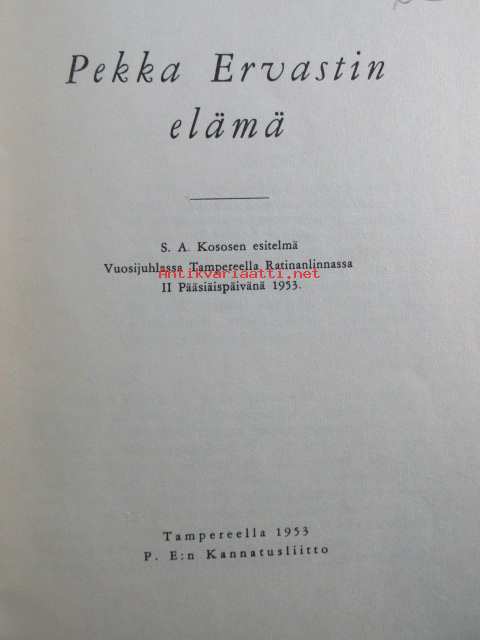 Pekka Ervastin
elämä
S. A. Kososen esitelmä
Vuosijuhlassa Tampereella Ratinanlinnassa
Antikvariaatti.net
II Pääsiäispäivänä 1953.
Tampereella 1953
P. E:n Kannatusliitto